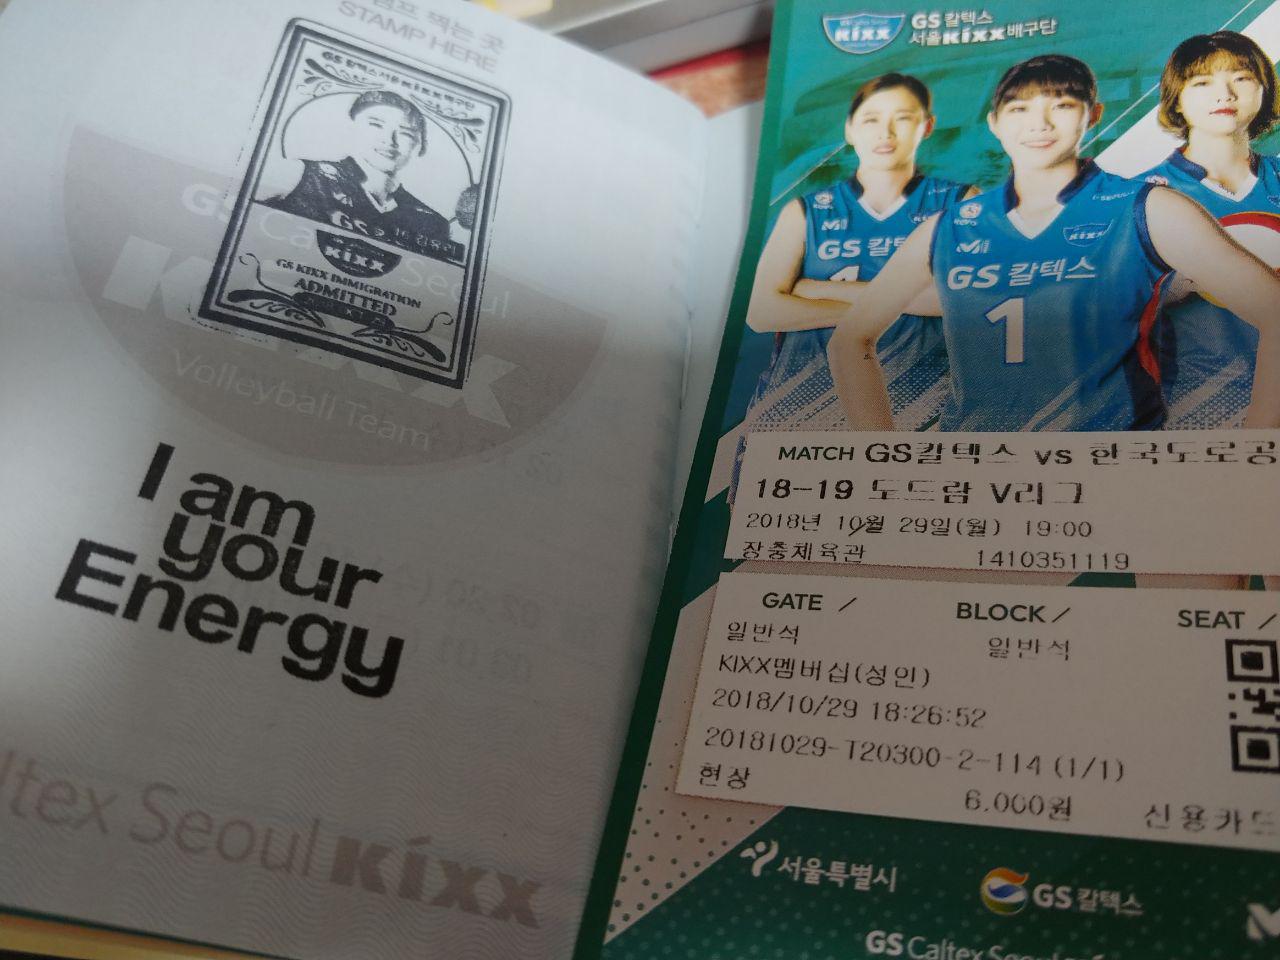 STAMP HERE
GS 칼텍스서울KIXX배구단
KIXX
GS KIXX IMMIGRATION
ADMITTED
GS Caltex Seoul
KIXX
Volleyball Team
I am
your
Energy
ltex Seoul KIXX
KIXX
GS 칼텍스
서울KIXX배구단
GS 칼텍스
1
MATCH GS칼텍스 vs 한국도로공
18-19 도드람 V리그
2018년 10월 29일(월) 19:00
장충체육관 1410351119
GATE / BLOCK / SEAT /
일반석 일반석
KIXX멤버십(성인)
2018/10/29 18:26:52
20181029-T20300-2-114 (1/1)
현장
6,000원 신용카드
서울특별시
GS 칼텍스
GS Caltex Seoul